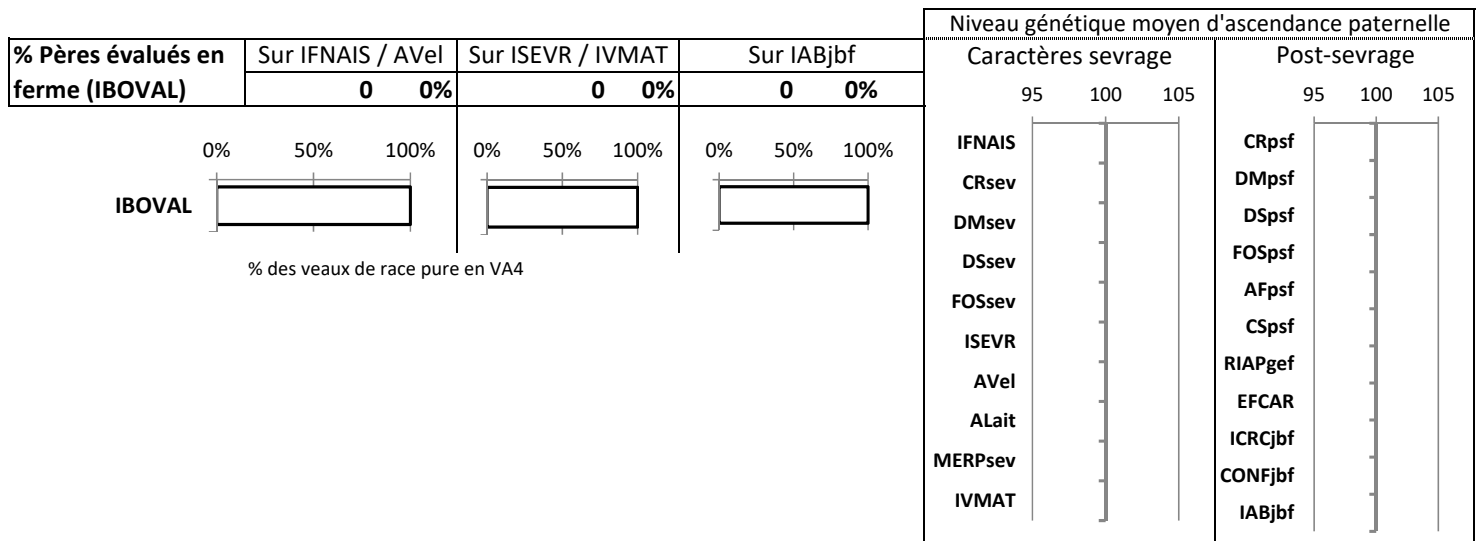 % Pères évalués en ferme (IBOVAL)
Sur IFNAIS / AVel
Sur ISEVR / IVMAT
Sur IABjbf
0 0%
0 0%
0 0%
0% 50% 100%
0% 50% 100%
0% 50% 100%
IBOVAL
% des veaux de race pure en VA4
Niveau génétique moyen d'ascendance paternelle
Caractères sevrage
95 100 105
IFNAIS
CRsev
DMsev
DSsev
FOSsev
ISEVR
AVel
ALait
MERPsev
IVMAT
Post-sevrage
95 100 105
CRpsf
DMpsf
DSpsf
FOSpsf
AFpsf
CSpsf
RIAPgef
EFCAR
ICRCjbf
CONFjbf
IABjbf